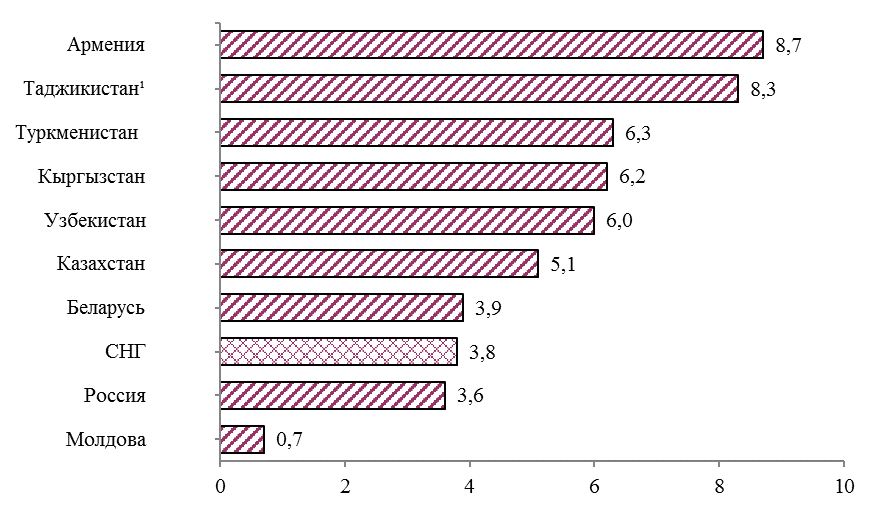 Армения 8,7
Таджикистан¹ 8,3
Туркменистан 6,3
Кыргызстан 6,2
Узбекистан 6,0
Казахстан 5,1
Беларусь 3,9
СНГ 3,8
Россия 3,6
Молдова 0,7
0 2 4 6 8 10